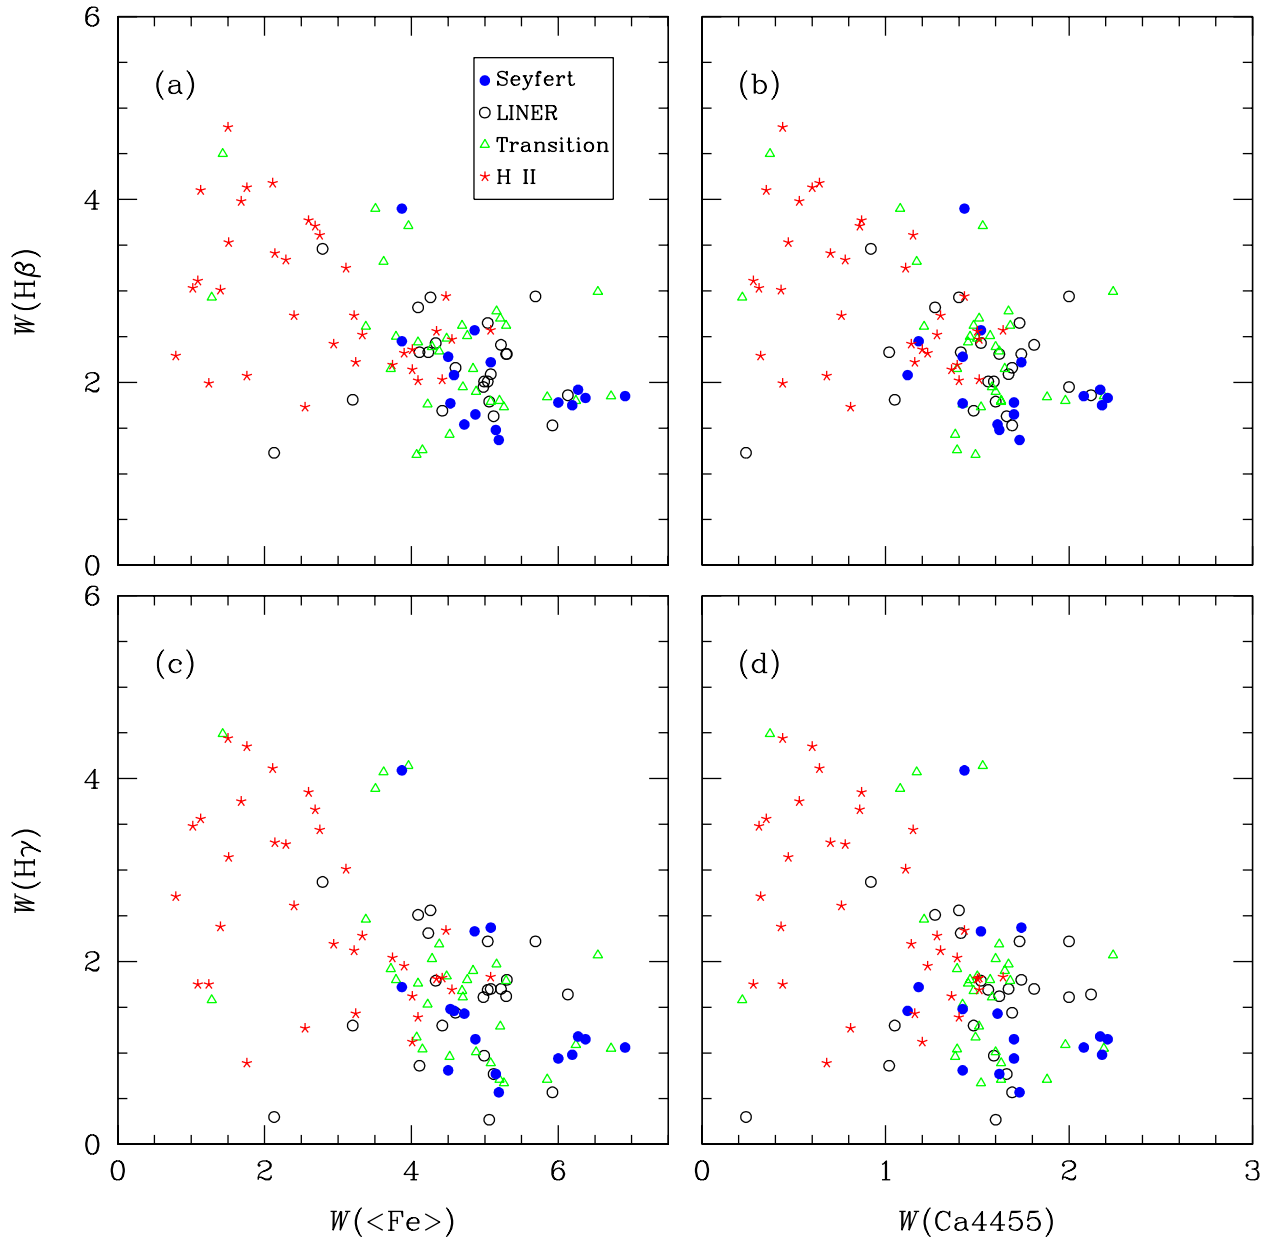 6
(a)
(b)
Seyfert
LINER
Transition
H II
4
W(Hβ)
2
0
6
(c)
(d)
4
W(Hγ)
2
0
0 2 4 6 0 1 2 3
W(<Fe>) W(Ca4455)